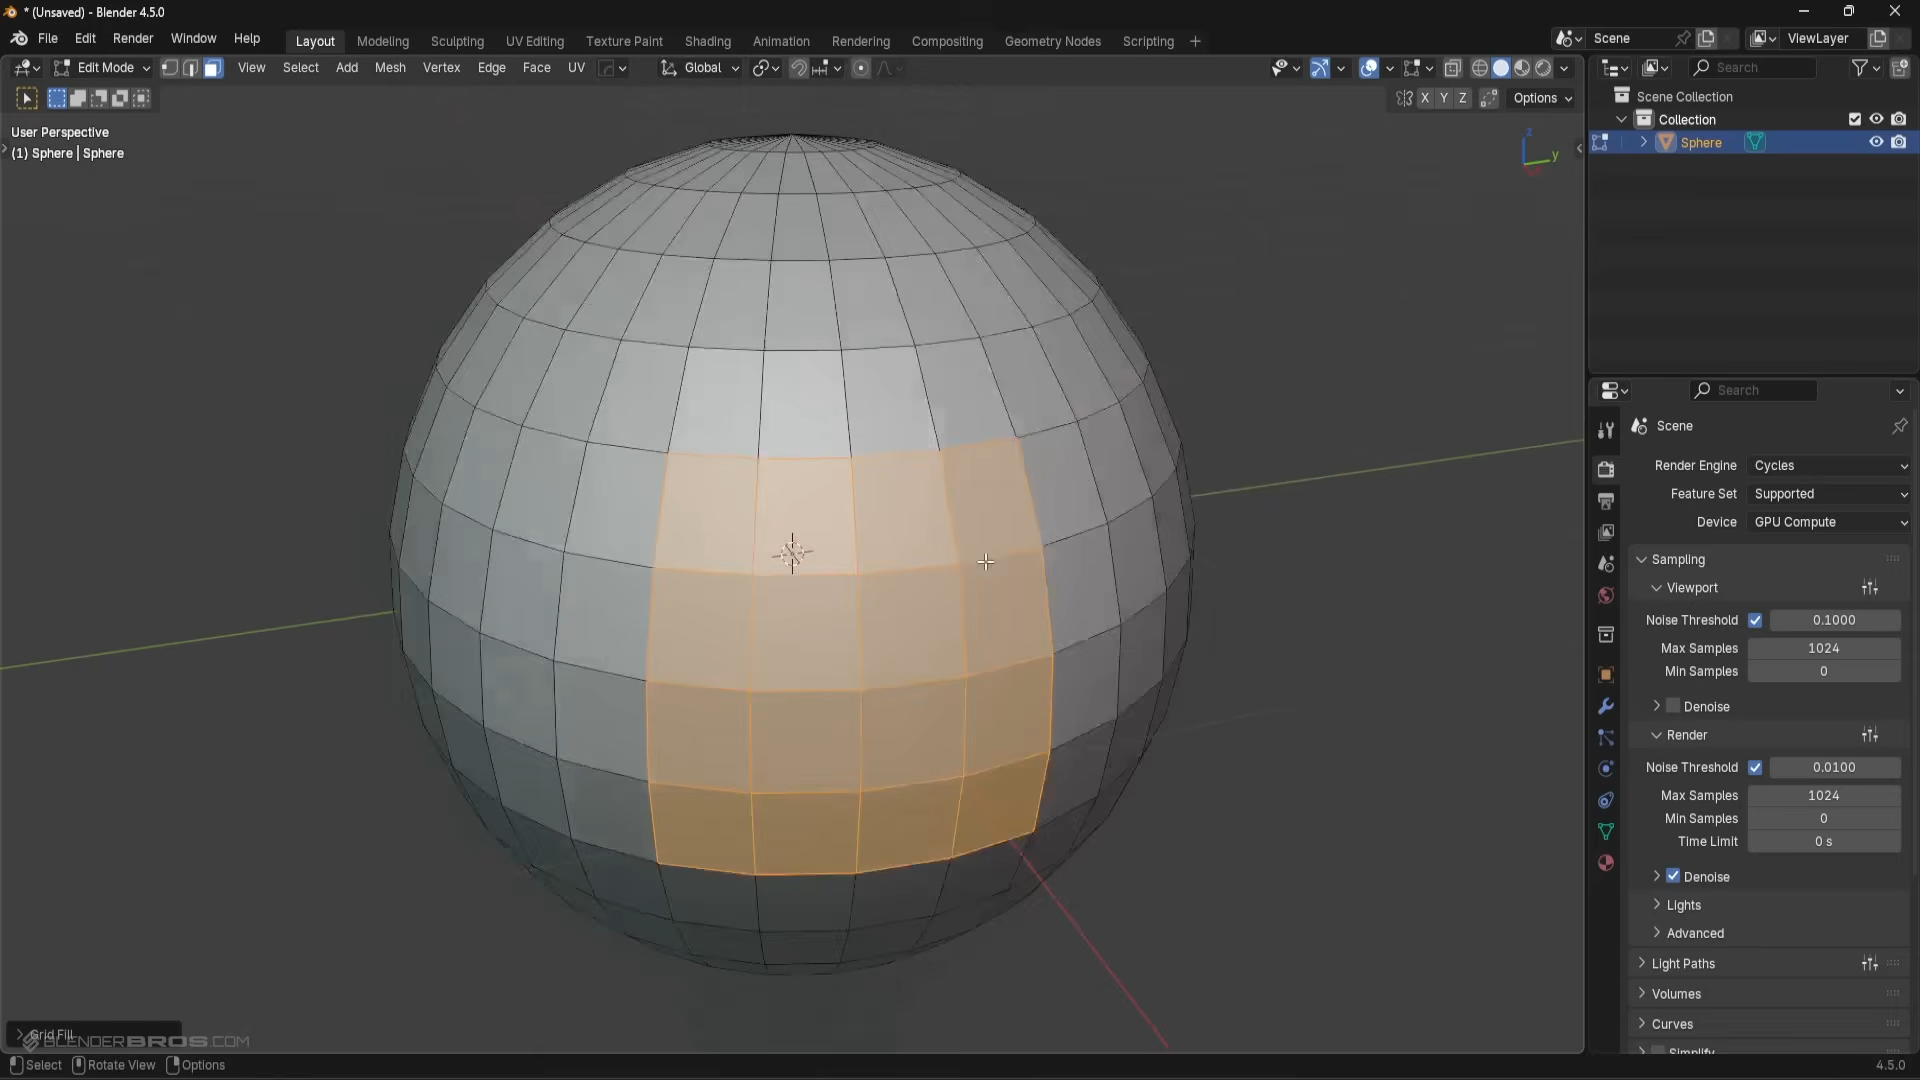 * (Unsaved) - Blender 4.5.0
File Edit Render Window Help Layout Modeling Sculpting UV Editing Texture Paint Shading Animation Rendering Compositing Geometry Nodes Scripting + Scene ViewLayer
Edit Mode View Select Add Mesh Vertex Edge Face UV Global Search
X Y Z Options
Scene Collection
Collection
Sphere
User Perspective
(1) Sphere | Sphere
z
y
Search
Scene
Render Engine Cycles
Feature Set Supported
Device GPU Compute
Sampling
Viewport
Noise Threshold 0.1000
Max Samples 1024
Min Samples 0
Denoise
Render
Noise Threshold 0.0100
Max Samples 1024
Min Samples 0
Time Limit 0 s
Denoise
Lights
Advanced
Light Paths
Volumes
Curves
Simplify
Grid Fill
BLENDERBROS.COM
Select Rotate View Options 4.5.0